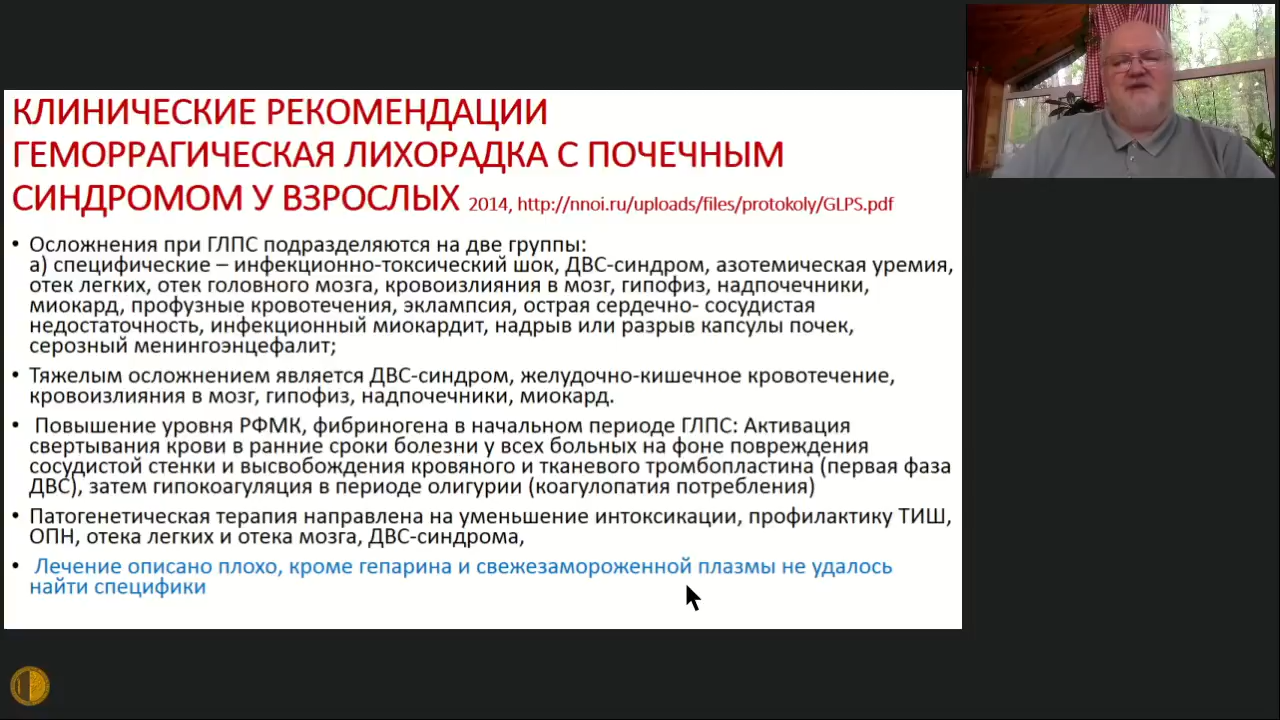 КЛИНИЧЕСКИЕ РЕКОМЕНДАЦИИ
ГЕМОРРАГИЧЕСКАЯ ЛИХОРАДКА С ПОЧЕЧНЫМ
СИНДРОМОМ У ВЗРОСЛЫХ 2014, http://nnoi.ru/uploads/files/protokoly/GLPS.pdf
• Осложнения при ГЛПС подразделяются на две группы:
а) специфические – инфекционно-токсический шок, ДВС-синдром, азотемическая уремия,
отек легких, отек головного мозга, кровоизлияния в мозг, гипофиз, надпочечники,
миокард, профузные кровотечения, эклампсия, острая сердечно- сосудистая
недостаточность, инфекционный миокардит, надрыв или разрыв капсулы почек,
серозный менингоэнцефалит;
• Тяжелым осложнением является ДВС-синдром, желудочно-кишечное кровотечение,
кровоизлияния в мозг, гипофиз, надпочечники, миокард.
• Повышение уровня РФМК, фибриногена в начальном периоде ГЛПС: Активация
свертывания крови в ранние сроки болезни у всех больных на фоне повреждения
сосудистой стенки и высвобождения кровяного и тканевого тромбопластина (первая фаза
ДВС), затем гипокоагуляция в периоде олигурии (коагулопатия потребления)
• Патогенетическая терапия направлена на уменьшение интоксикации, профилактику ТИШ,
ОПН, отека легких и отека мозга, ДВС-синдрома,
• Лечение описано плохо, кроме гепарина и свежезамороженной плазмы не удалось
найти специфики